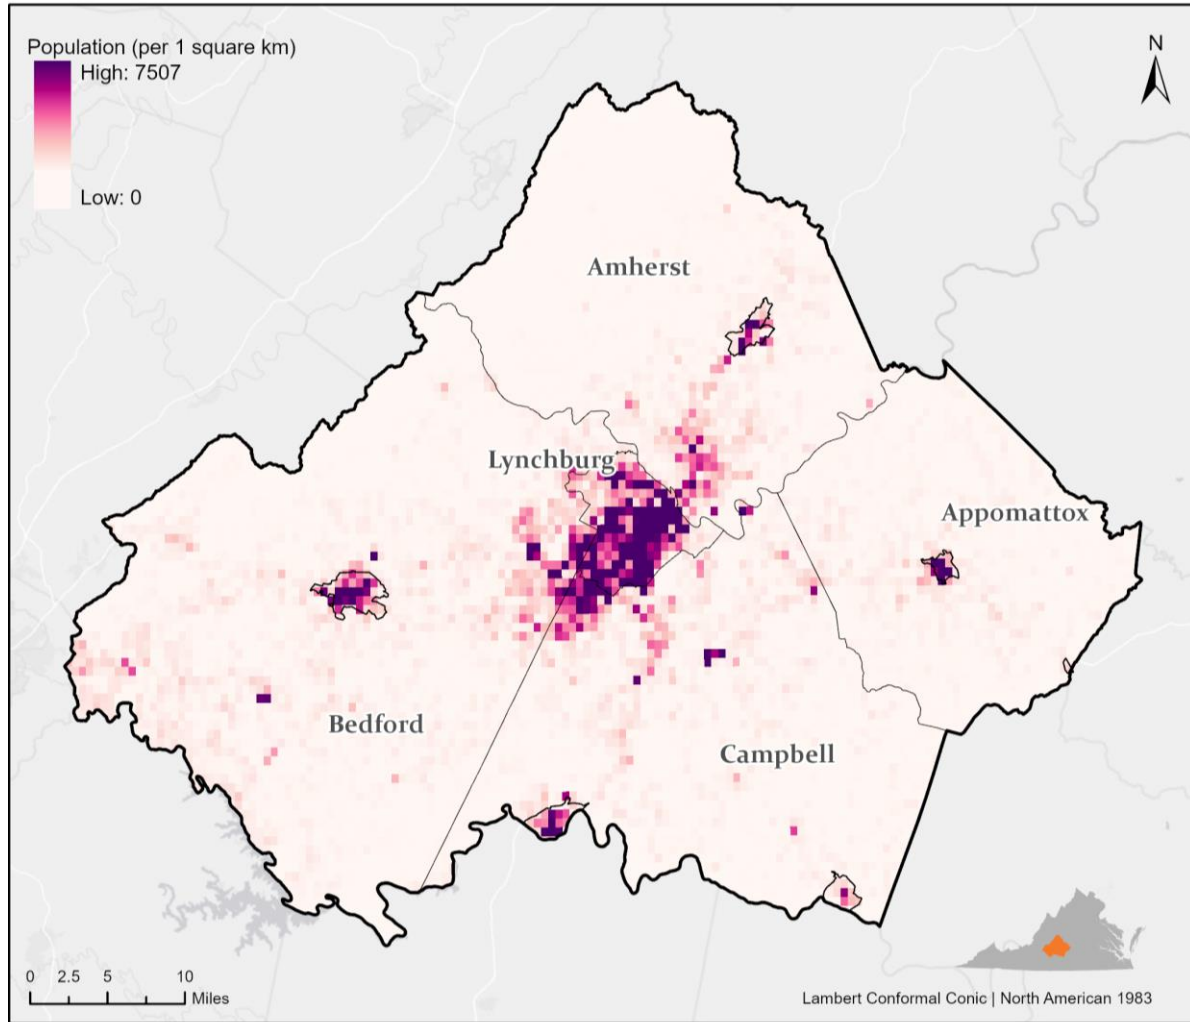 Population (per 1 square km)
High: 7507
Low: 0
N
Amherst
Lynchburg
Appomattox
Bedford
Campbell
0 2.5 5 10
Miles
Lambert Conformal Conic | North American 1983